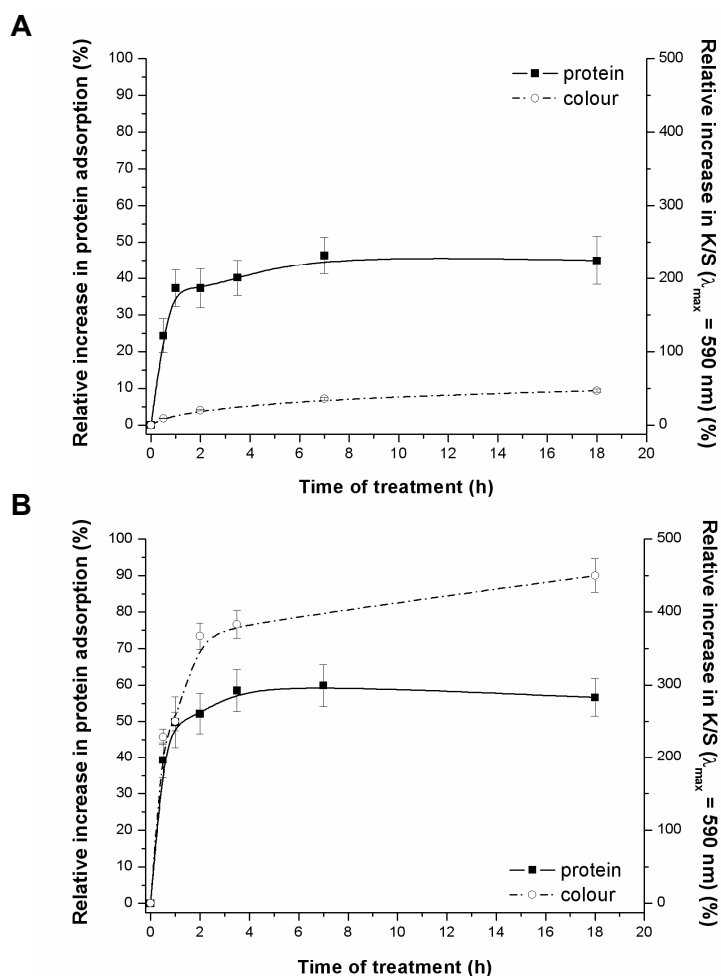 A
Relative increase in protein adsorption (%)
100
90
80
70
60
50
40
30
20
10
0
protein
colour
500
400
300
200
100
0
Relative increase in K/S (λmax = 590 nm) (%)
0 2 4 6 8 10 12 14 16 18 20
Time of treatment (h)
B
Relative increase in protein adsorption (%)
100
90
80
70
60
50
40
30
20
10
0
500
400
300
200
100
0
Relative increase in K/S (λmax = 590 nm) (%)
protein
colour
0 2 4 6 8 10 12 14 16 18 20
Time of treatment (h)